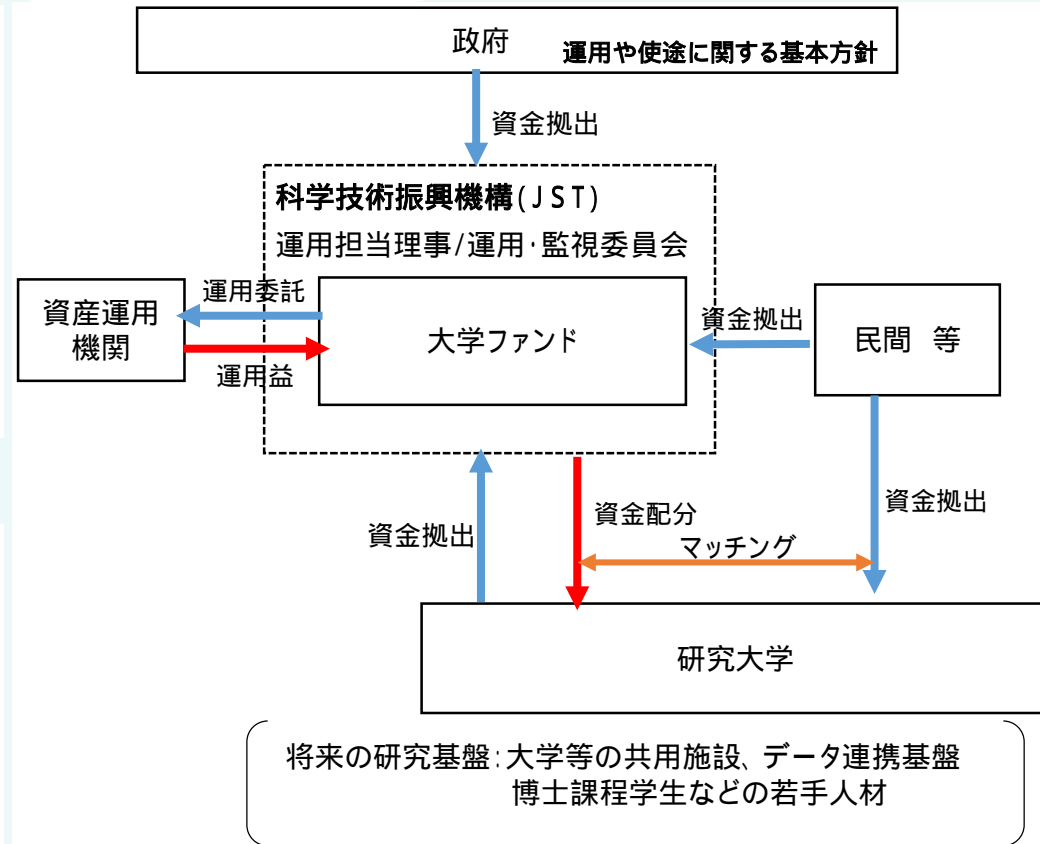 政府
運用や使途に関する基本方針
資金拠出
科学技術振興機構(JST)
運用担当理事/運用・監視委員会
運用委託
資産運用
機関
運用益
大学ファンド
資金拠出
民間 等
資金拠出
資金配分
資金拠出
マッチング
研究大学
将来の研究基盤:大学等の共用施設、データ連携基盤
博士課程学生などの若手人材